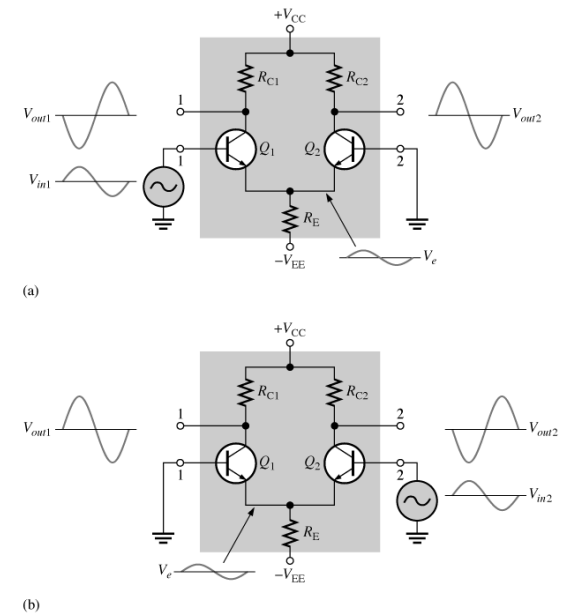 +VCC
RC1 RC2
1 2
Vout1 Vout2
Q1 Q2
1 2
Vin1
RE
−VEE Ve
(a)
+VCC
RC1 RC2
1 2
Vout1 Vout2
Q1 Q2
1 2
Vin2
RE
Ve −VEE
(b)